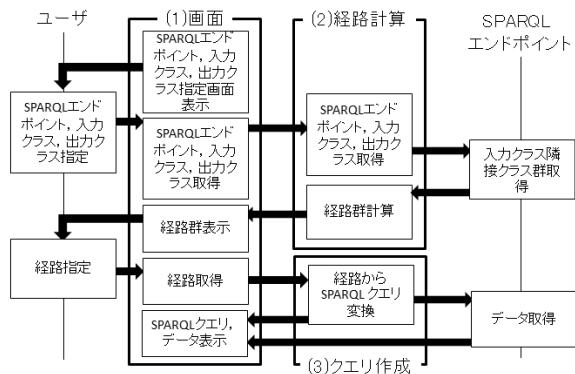 ユーザ
(1)画面
(2)経路計算
SPARQL
エンドポイント
SPARQLエンド
ポイント, 入力
クラス, 出力ク
ラス指定画面
表示
SPARQLエンド
ポイント, 入力
クラス, 出力ク
ラス指定
SPARQLエンド
ポイント, 入力
クラス, 出力ク
ラス取得
SPARQLエンド
ポイント, 入力
クラス, 出力ク
ラス取得
入力クラス隣
接クラス群取
得
経路群計算
経路群表示
経路指定
経路取得
経路から
SPARQLクエリ
変換
データ取得
SPARQLクエリ,
データ表示
(3)クエリ作成